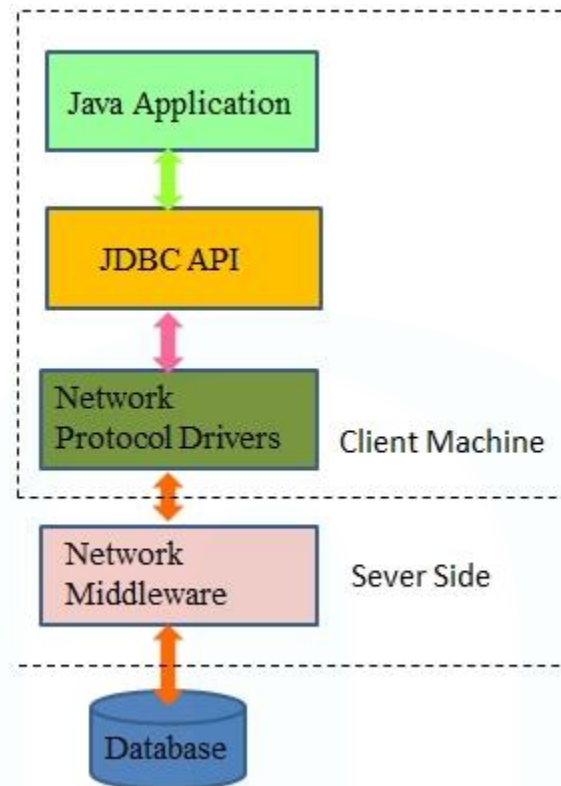 Java Application
JDBC API
Network
Protocol Drivers
Client Machine
Network
Middleware
Sever Side
Database